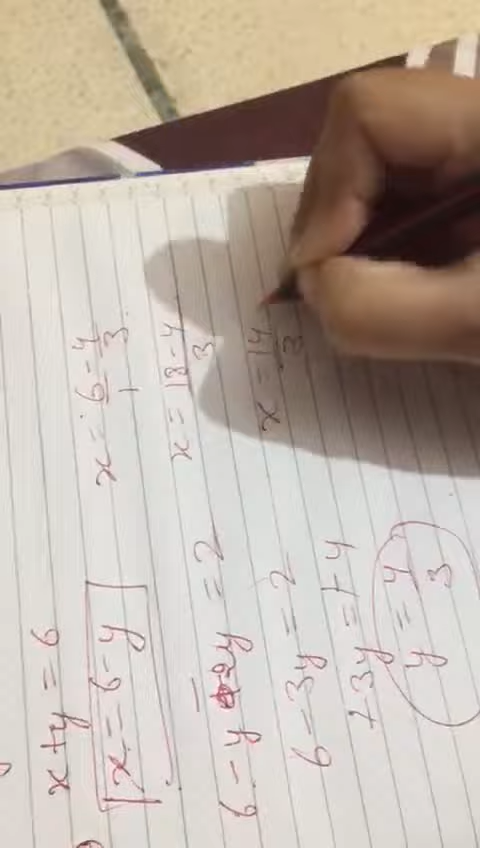 x + y = 6
x = 6 - y
6 - y - 2y = 2
6 - 3y = 2
+3y = +4
y = 4/3
x = 6/1 - 4/3
x = 18 - 4/3
x = 14/3